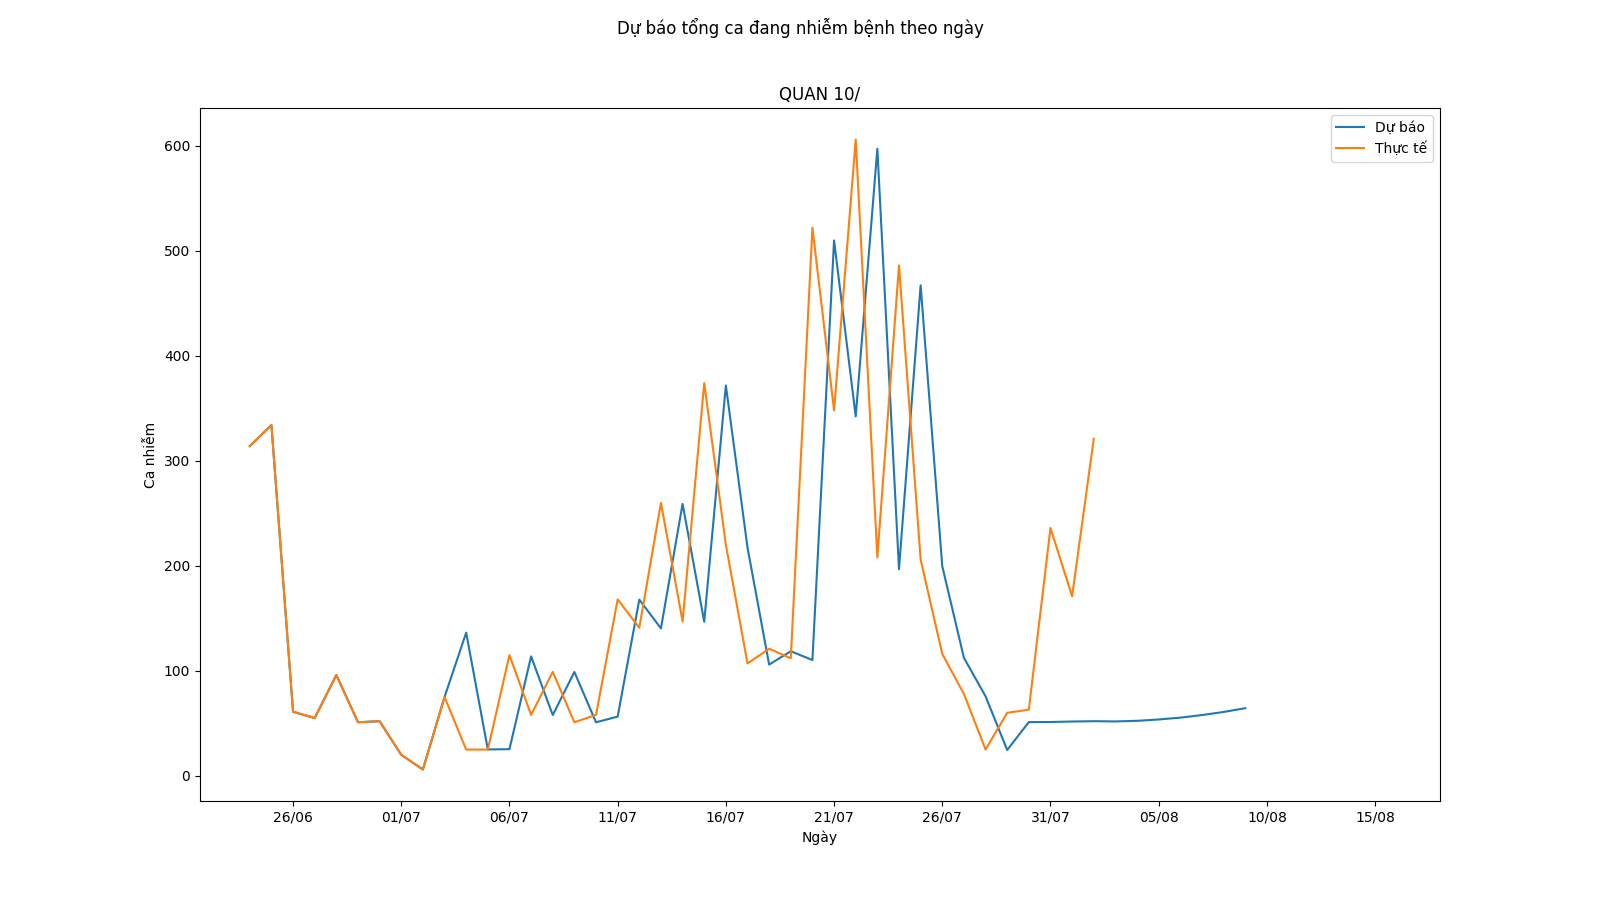 Dự báo tổng ca đang nhiễm bệnh theo ngày
QUAN 10/
Dự báo
Thực tế
600
500
400
300
200
100
0
Ca nhiễm
26/06 01/07 06/07 11/07 16/07 21/07 26/07 31/07 05/08 10/08 15/08
Ngày